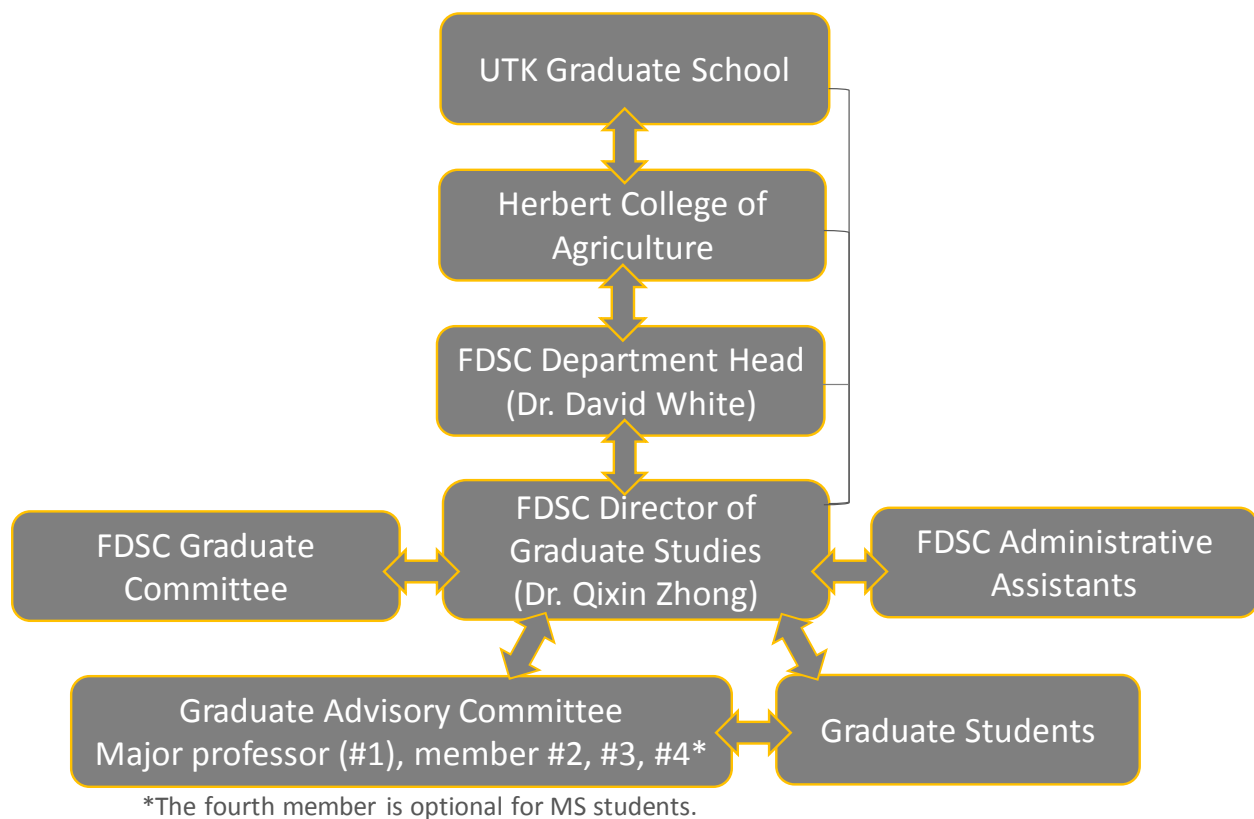 UTK Graduate School
Herbert College of
Agriculture
FDSC Department Head
(Dr. David White)
FDSC Director of
Graduate Studies
(Dr. Qixin Zhong)
FDSC Graduate
Committee
FDSC Administrative
Assistants
Graduate Advisory Committee
Major professor (#1), member #2, #3, #4*
Graduate Students
*The fourth member is optional for MS students.